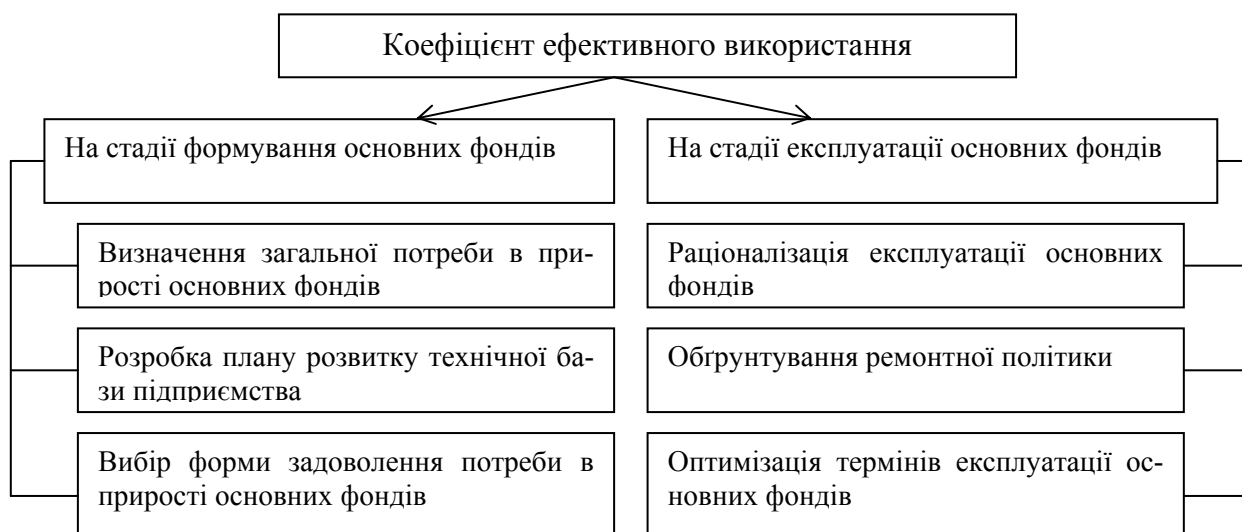 Коефіцієнт ефективного використання
На стадії формування основних фондів
На стадії експлуатації основних фондів
Визначення загальної потреби в при-
рості основних фондів
Раціоналізація експлуатації основних
фондів
Розробка плану розвитку технічної ба-
зи підприємства
Обґрунтування ремонтної політики
Вибір форми задоволення потреби в
прирості основних фондів
Оптимізація термінів експлуатації ос-
новних фондів